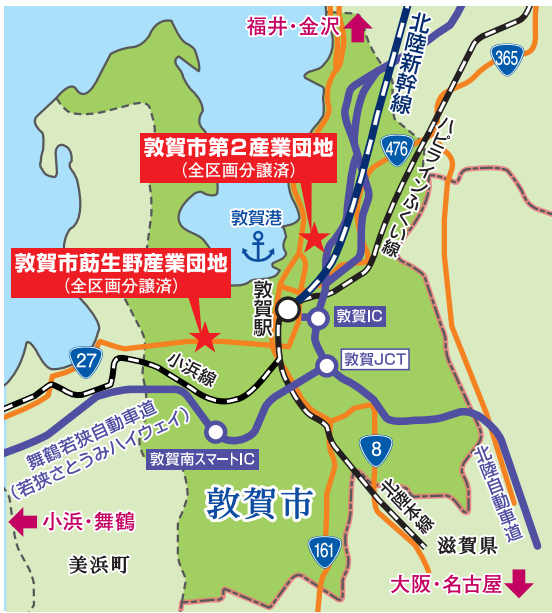 福井・金沢
北陸新幹線
365
476
ハピラインふくい線
敦賀市第2産業団地
(全区画分譲済)
敦賀港
敦賀市莇生野産業団地
(全区画分譲済)
敦賀駅
敦賀IC
敦賀JCT
27
小浜線
舞鶴若狭自動車道
(若狭さとうみハイウェイ)
敦賀南スマートIC
8
北陸自動車道
北陸本線
敦賀市
小浜・舞鶴
美浜町
161
滋賀県
大阪・名古屋